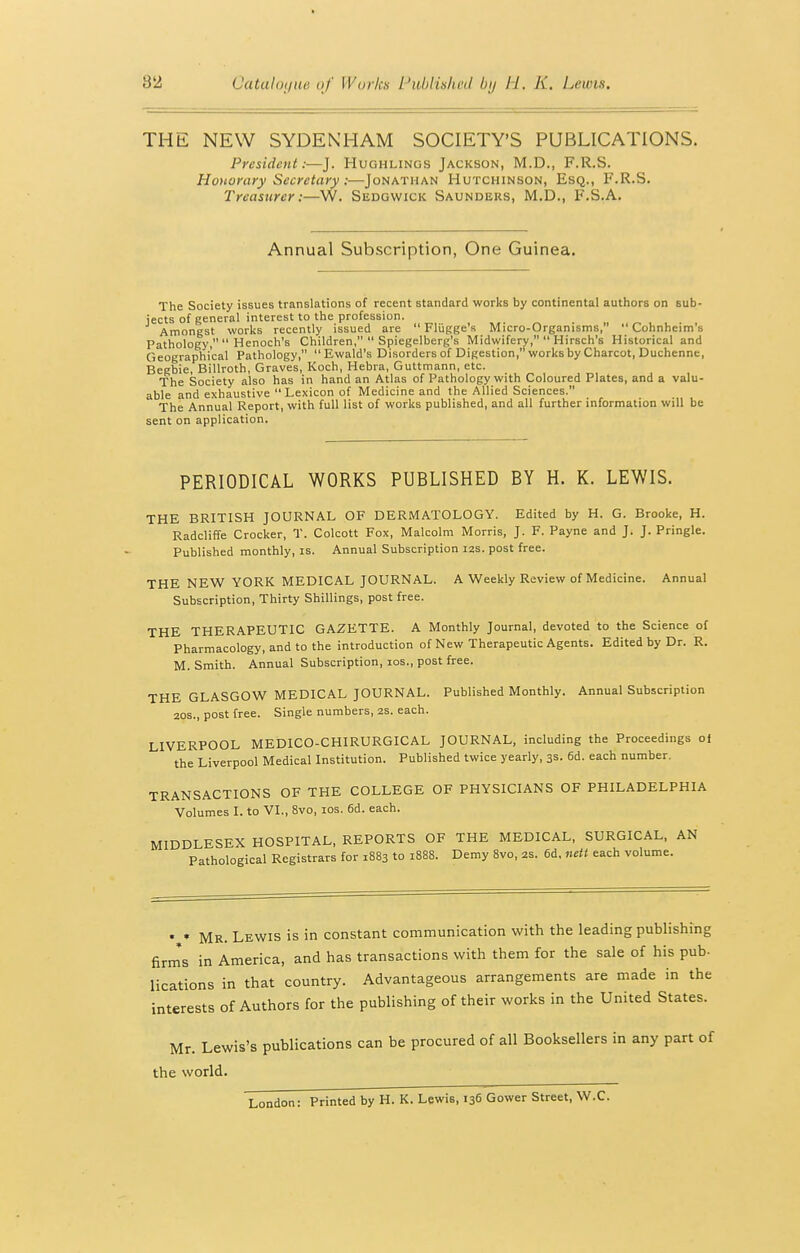 32 Catalogue of Works Published by H. K. Lewis.
THE NEW SYDENHAM SOCIETY'S PUBLICATIONS.
President:—J. Hughlings Jackson, M.D., F.R.S.
Honorary Secretary:—Jonathan Hutchinson, Esq., F.R.S.
Treasurer:—W. Sedgwick Saunders, M.D., F.S.A.
Annual Subscription, One Guinea.
The Society issues translations of recent standard works by continental authors on sub-
jects of general interest to the profession.
Amongst works recently issued are "Flügge's Micro-Organisms," "Cohnheim's
Pathology," "Henoch's Children," "Spiegelberg's Midwifery," "Hirsch's Historical and
Geographical Pathology," "Ewald's Disorders of Digestion," works by Charcot, Duchenne,
Begbie, Billroth, Graves, Koch, Hebra, Guttmann, etc.
The Society also has in hand an Atlas of Pathology with Coloured Plates, and a valu-
able and exhaustive "Lexicon of Medicine and the Allied Sciences."
The Annual Report, with full list of works published, and all further information will be
sent on application.
PERIODICAL WORKS PUBLISHED BY H. K. LEWIS.
THE BRITISH JOURNAL OF DERMATOLOGY. Edited by H. G. Brooke, H.
Radcliffe Crocker, T. Colcott Fox, Malcolm Morris, J. F. Payne and J. J. Pringle.
Published monthly, 1s. Annual Subscription 12s. post free.
THE NEW YORK MEDICAL JOURNAL. A Weekly Review of Medicine. Annual
Subscription, Thirty Shillings, post free.
THE THERAPEUTIC GAZETTE. A Monthly Journal, devoted to the Science of
Pharmacology, and to the introduction of New Therapeutic Agents. Edited by Dr. R.
M. Smith. Annual Subscription, 10s., post free.
THE GLASGOW MEDICAL JOURNAL. Published Monthly. Annual Subscription
20s., post free. Single numbers, 2s. each.
LIVERPOOL MEDICO-CHIRURGICAL JOURNAL, including the Proceedings of
the Liverpool Medical Institution. Published twice yearly, 3s. 6d. each number.
TRANSACTIONS OF THE COLLEGE OF PHYSICIANS OF PHILADELPHIA
Volumes I. to VI., 8vo, 10s. 6d. each.
MIDDLESEX HOSPITAL, REPORTS OF THE MEDICAL, SURGICAL, AN
Pathological Registrars for 1883 to 1888. Demy 8vo, 2s. 6d. nett each volume.
*** Mr. Lewis is in constant communication with the leading publishing
firms in America, and has transactions with them for the sale of his pub-
lications in that country. Advantageous arrangements are made in the
interests of Authors for the publishing of their works in the United States.
Mr. Lewis's publications can be procured of all Booksellers in any part of
the world.
London: Printed by H. K. Lewis, 136 Gower Street, W.C.